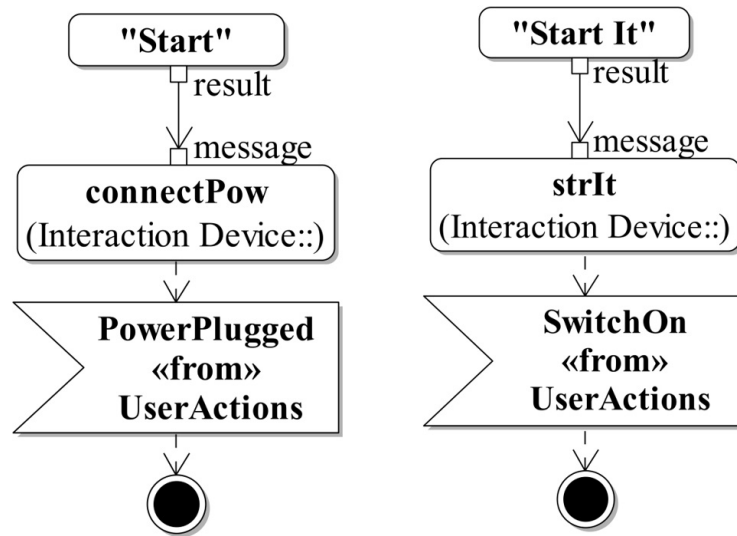 "Start"
result
message
connectPow
(Interaction Device::)
PowerPlugged
«from»
UserActions
"Start It"
result
message
strIt
(Interaction Device::)
SwitchOn
«from»
UserActions